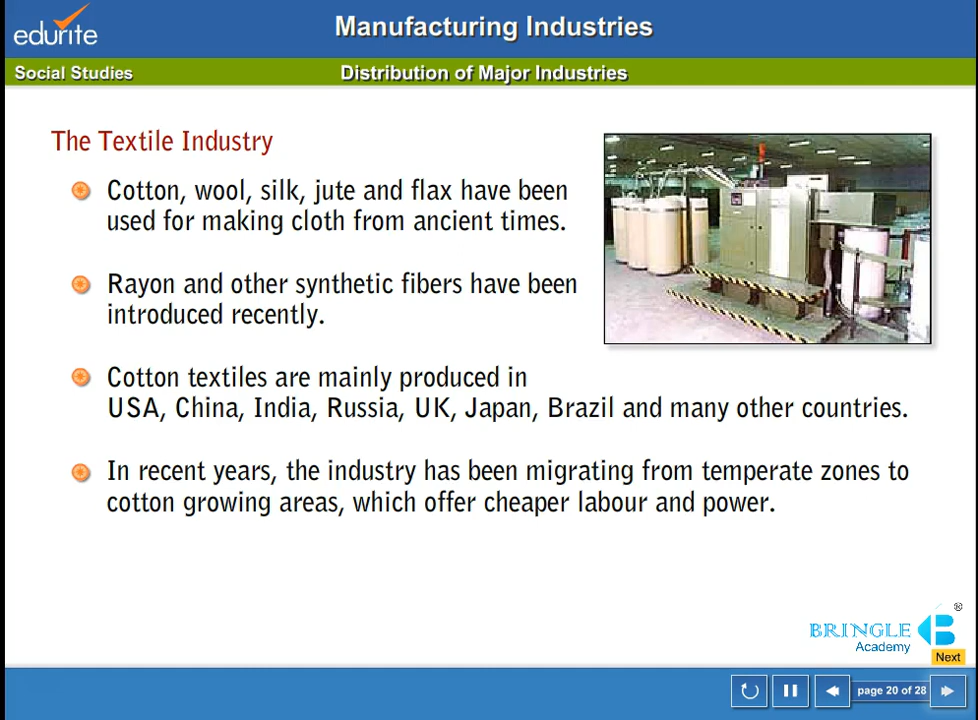 edurite
Manufacturing Industries
Social Studies
Distribution of Major Industries
The Textile Industry
Cotton, wool, silk, jute and flax have been
used for making cloth from ancient times.
Rayon and other synthetic fibers have been
introduced recently.
Cotton textiles are mainly produced in
USA, China, India, Russia, UK, Japan, Brazil and many other countries.
In recent years, the industry has been migrating from temperate zones to
cotton growing areas, which offer cheaper labour and power.
®
BRINGLE
Academy
Next
page 20 of 28